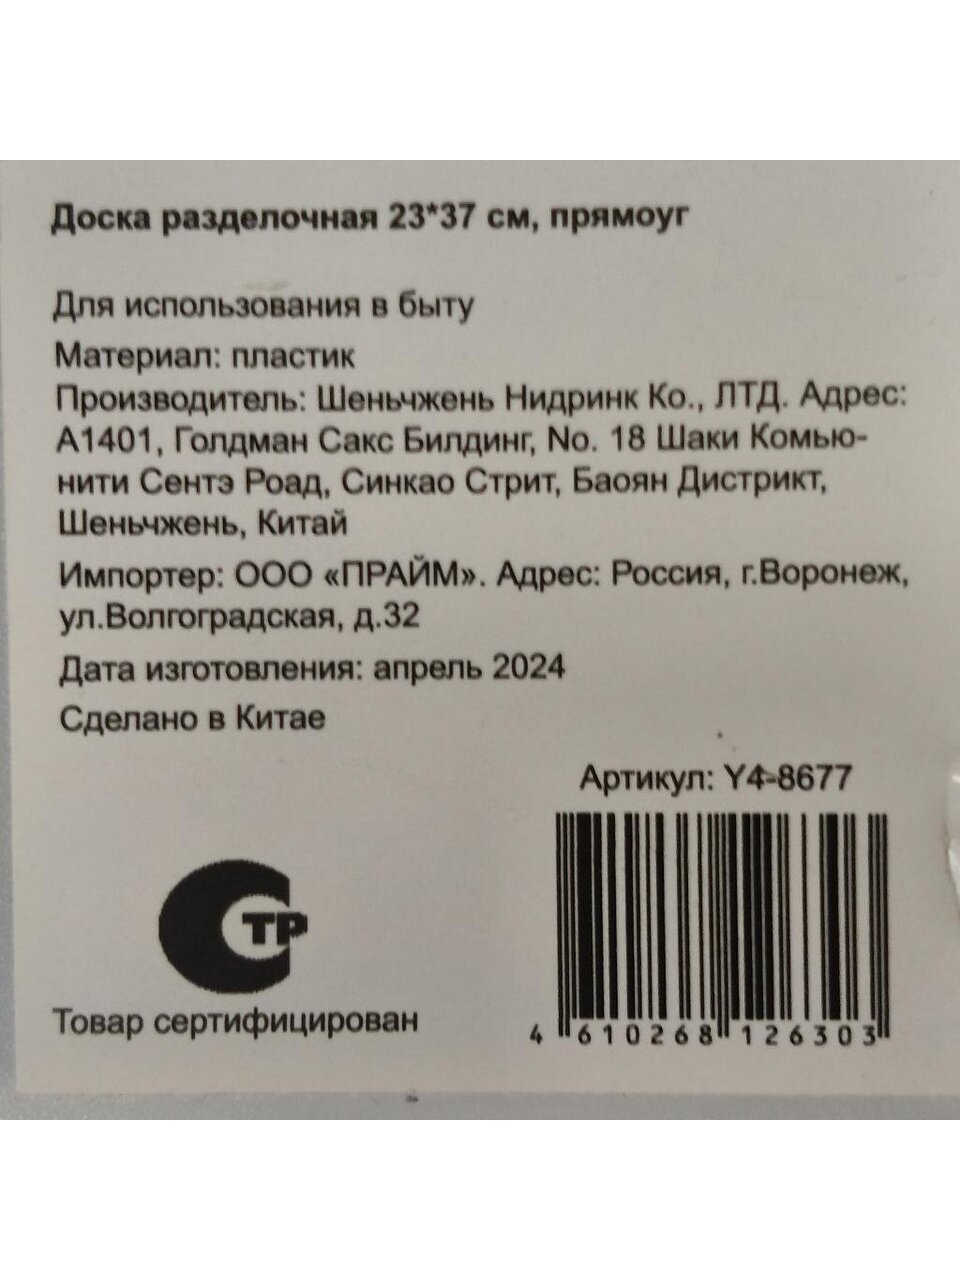 Доска разделочная 23*37 см, прямоуг
Для использования в быту
Материал: пластик
Производитель: Шеньчжень Нидринк Ко., ЛТД. Адрес:
А1401, Голдман Сакс Билдинг, No. 18 Шаки Комью-
нити Сентэ Роад, Синкао Стрит, Баоян Дистрикт,
Шеньчжень, Китай
Импортер: ООО «ПРАЙМ». Адрес: Россия, г.Воронеж,
ул.Волгоградская, д.32
Дата изготовления: апрель 2024
Сделано в Китае
Артикул: Y4-8677
СТР
Товар сертифицирован
4 610268 126303